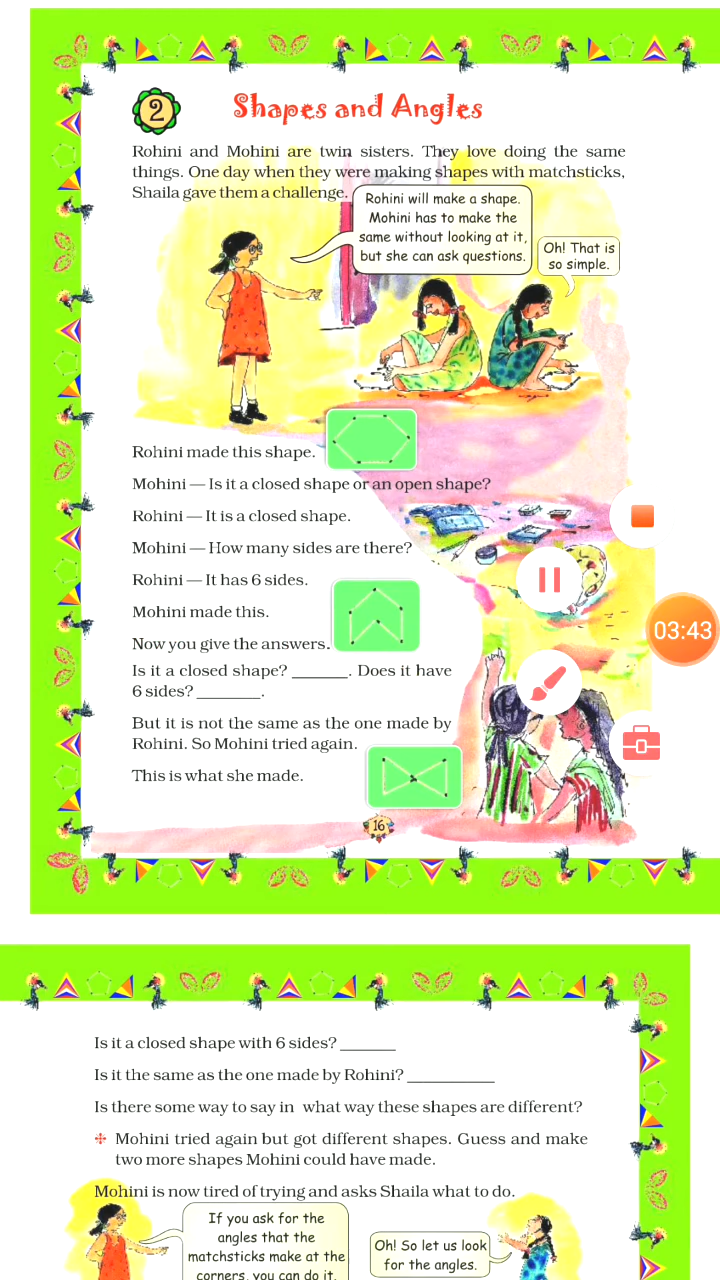 2
Shapes and Angles
Rohini and Mohini are twin sisters. They love doing the same
things. One day when they were making shapes with matchsticks,
Shaila gave them a challenge.
Rohini will make a shape.
Mohini has to make the
same without looking at it,
but she can ask questions.
Oh! That is
so simple.
Rohini made this shape.
Mohini — Is it a closed shape or an open shape?
Rohini — It is a closed shape.
Mohini — How many sides are there?
Rohini — It has 6 sides.
Mohini made this.
Now you give the answers.
Is it a closed shape? _______. Does it have
6 sides? ________.
But it is not the same as the one made by
Rohini. So Mohini tried again.
This is what she made.
03:43
16
Is it a closed shape with 6 sides? _______
Is it the same as the one made by Rohini? ___________
Is there some way to say in what way these shapes are different?
Mohini tried again but got different shapes. Guess and make
two more shapes Mohini could have made.
Mohini is now tired of trying and asks Shaila what to do.
If you ask for the
angles that the
matchsticks make at the
corners, you can do it.
Oh! So let us look
for the angles.